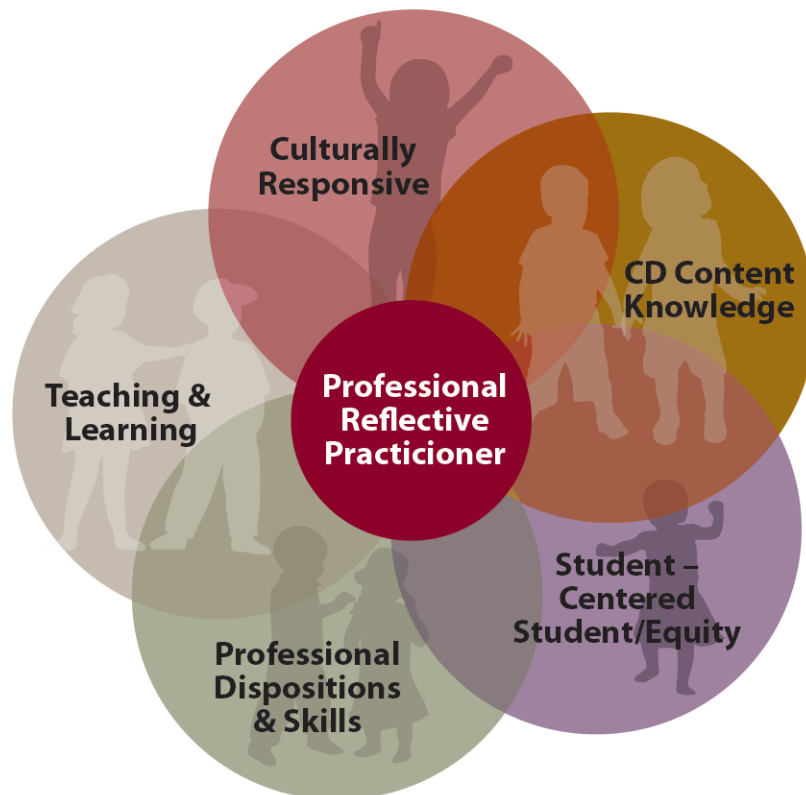 Culturally
Responsive
CD Content
Knowledge
Professional
Reflective
Practicioner
Teaching &
Learning
Student –
Centered
Student/Equity
Professional
Dispositions
& Skills